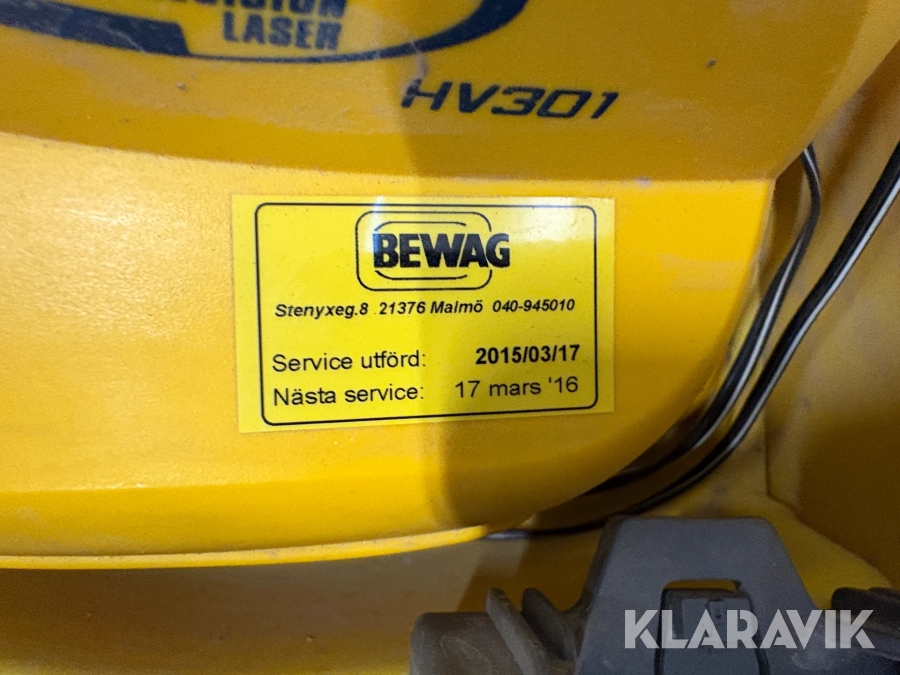 LASER
HV301
BEWAG
Stenyxeg.8 21376 Malmö 040-945010
Service utförd: 2015/03/17
Nästa service: 17 mars '16
KLARAVIK